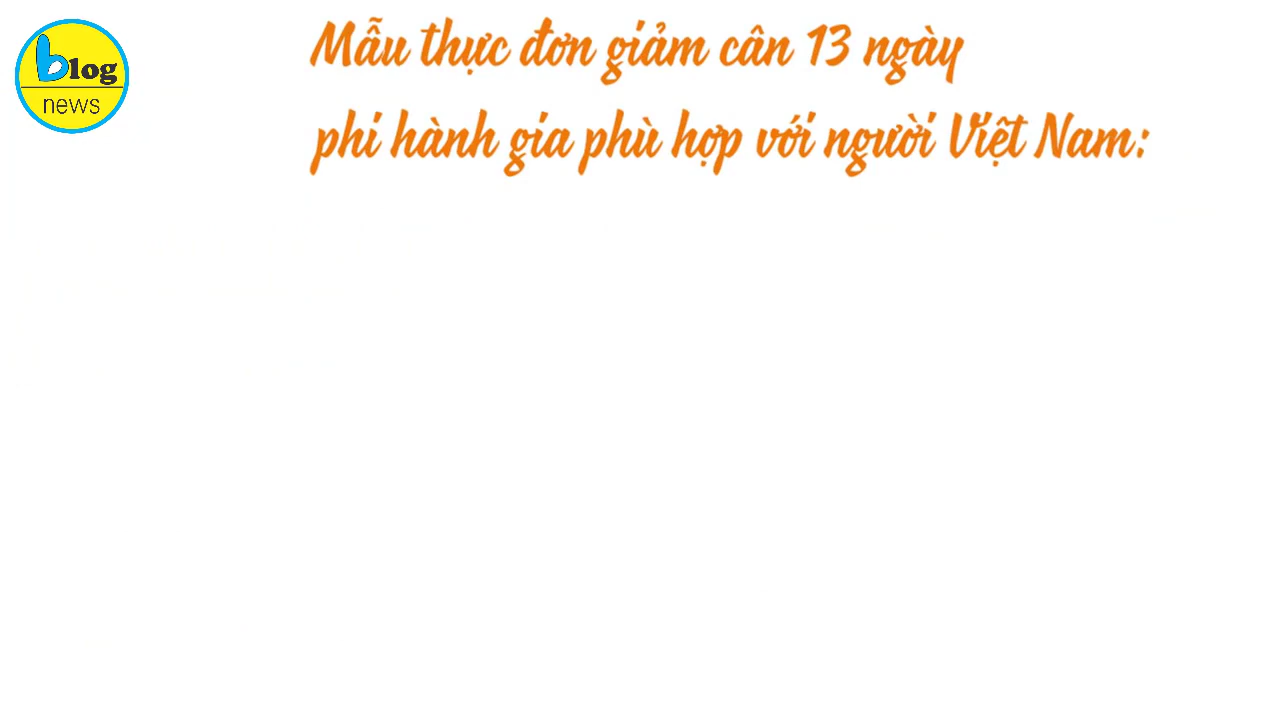 blog
news
Mẫu thực đơn giảm cân 13 ngày
phi hành gia phù hợp với người Việt Nam: